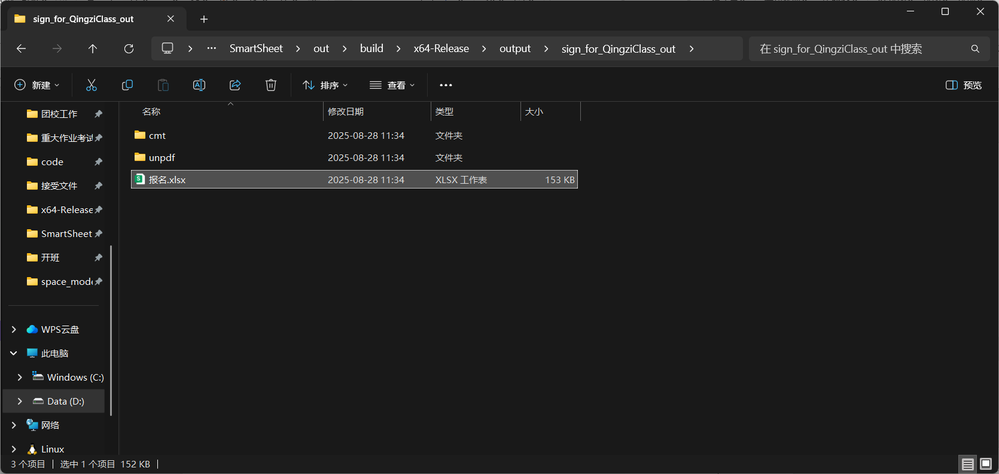 sign_for_QingziClass_out
SmartSheet out build x64-Release output sign_for_QingziClass_out
在 sign_for_QingziClass_out 中搜索
新建 排序 查看 预览
名称 修改日期 类型 大小
cmt 2025-08-28 11:34 文件夹
unpdf 2025-08-28 11:34 文件夹
报名.xlsx 2025-08-28 11:34 XLSX 工作表 153 KB
团校工作
重大作业考试
code
接受文件
x64-Release
SmartSheet
开班
space_mode
WPS云盘
此电脑
Windows (C:)
Data (D:)
网络
Linux
3 个项目 选中 1 个项目 152 KB